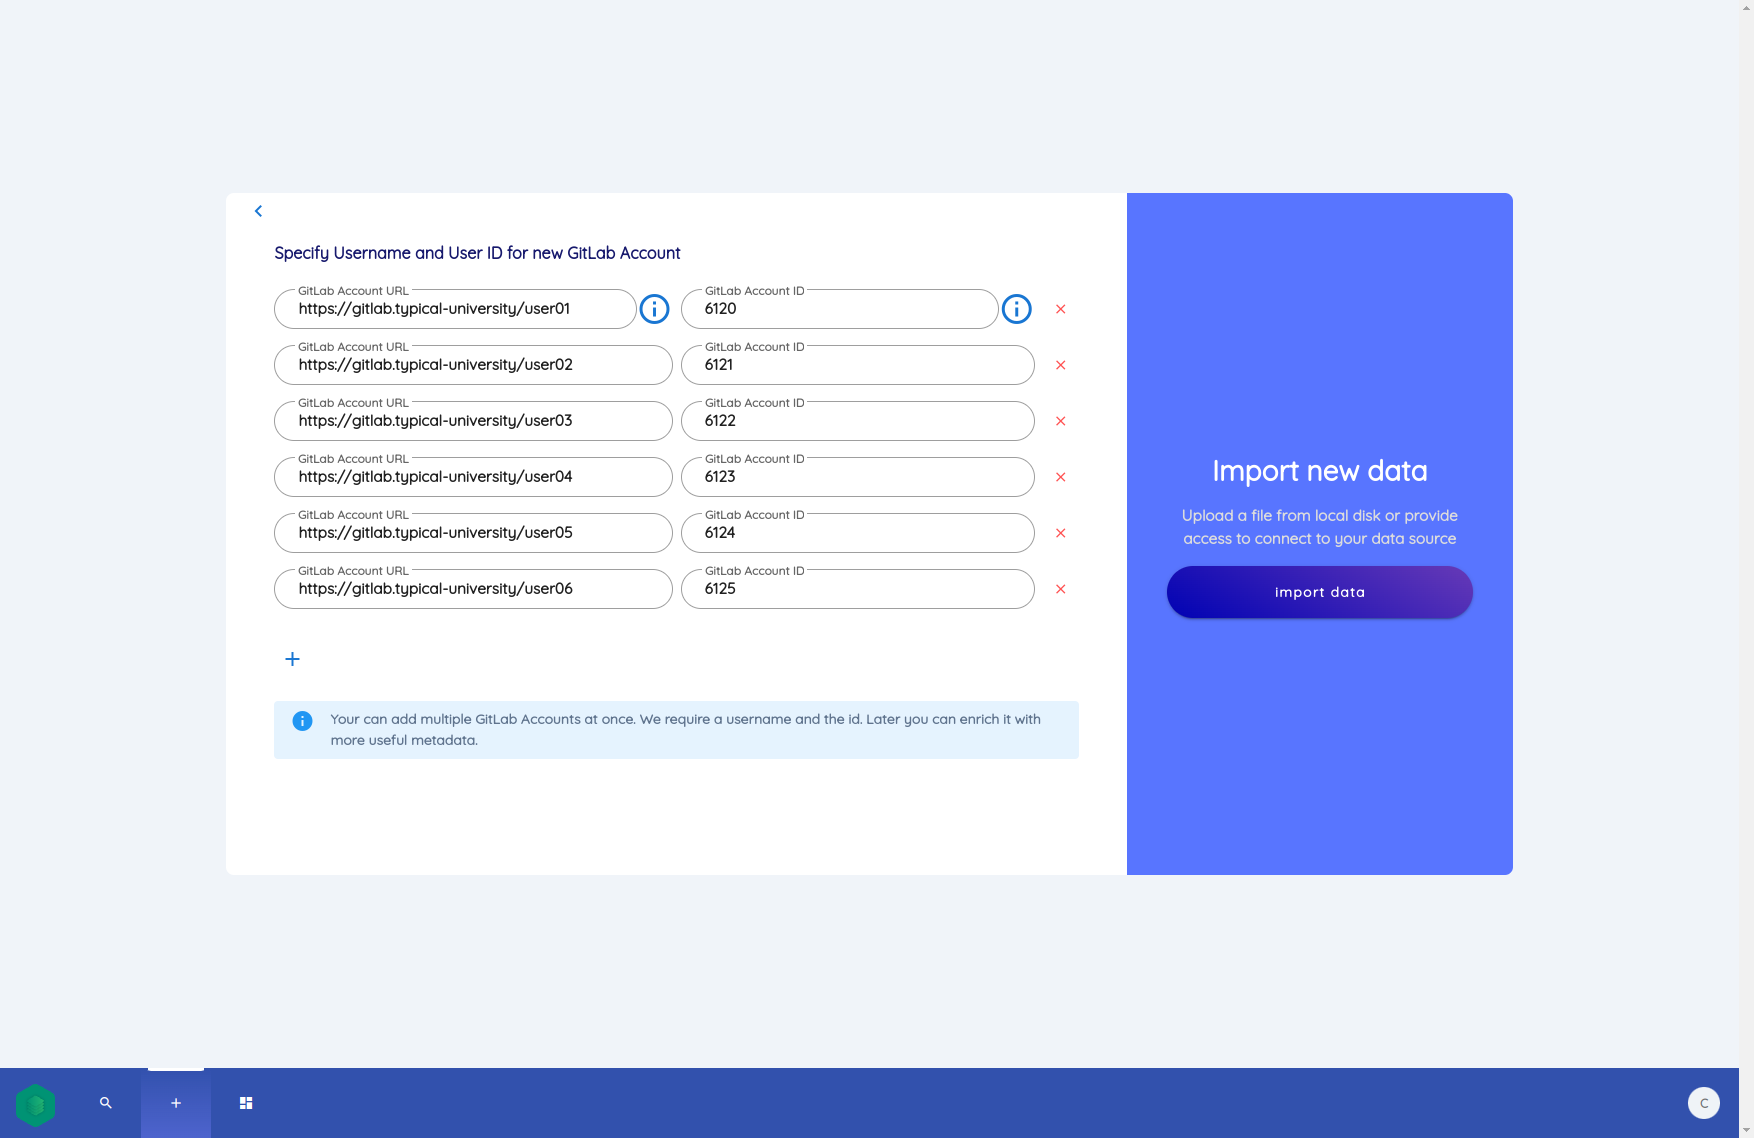 Specify Username and User ID for new GitLab Account
GitLab Account URL
https://gitlab.typical-university/user01
GitLab Account ID
6120
GitLab Account URL
https://gitlab.typical-university/user02
GitLab Account ID
6121
GitLab Account URL
https://gitlab.typical-university/user03
GitLab Account ID
6122
GitLab Account URL
https://gitlab.typical-university/user04
GitLab Account ID
6123
GitLab Account URL
https://gitlab.typical-university/user05
GitLab Account ID
6124
GitLab Account URL
https://gitlab.typical-university/user06
GitLab Account ID
6125
Your can add multiple GitLab Accounts at once. We require a username and the id. Later you can enrich it with
more useful metadata.
Import new data
Upload a file from local disk or provide
access to connect to your data source
import data
C